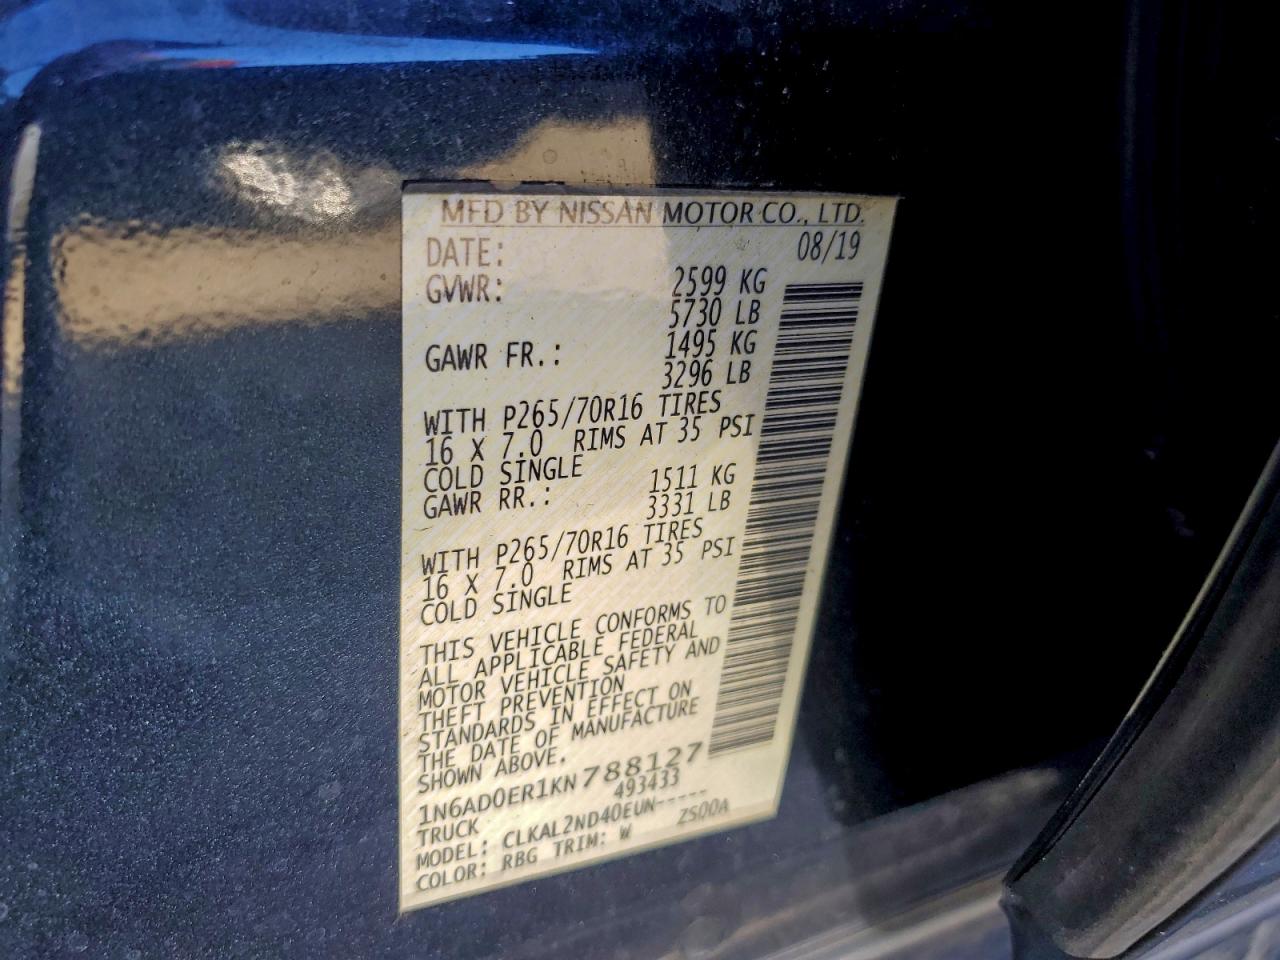 MFD BY NISSAN MOTOR CO., LTD.
DATE: 08/19
GVWR: 2599 KG
5730 LB
GAWR FR.: 1495 KG
3296 LB
WITH P265/70R16 TIRES
16 X 7.0 RIMS AT 35 PSI
COLD SINGLE
GAWR RR.: 1511 KG
3331 LB
WITH P265/70R16 TIRES
16 X 7.0 RIMS AT 35 PSI
COLD SINGLE
THIS VEHICLE CONFORMS TO
ALL APPLICABLE FEDERAL
MOTOR VEHICLE SAFETY AND
THEFT PREVENTION
STANDARDS IN EFFECT ON
THE DATE OF MANUFACTURE
SHOWN ABOVE.
1N6AD0ER1KN788127
TRUCK 493433
MODEL: CLKAL2ND40EUN-----
COLOR: RBG TRIM: W ZS00A